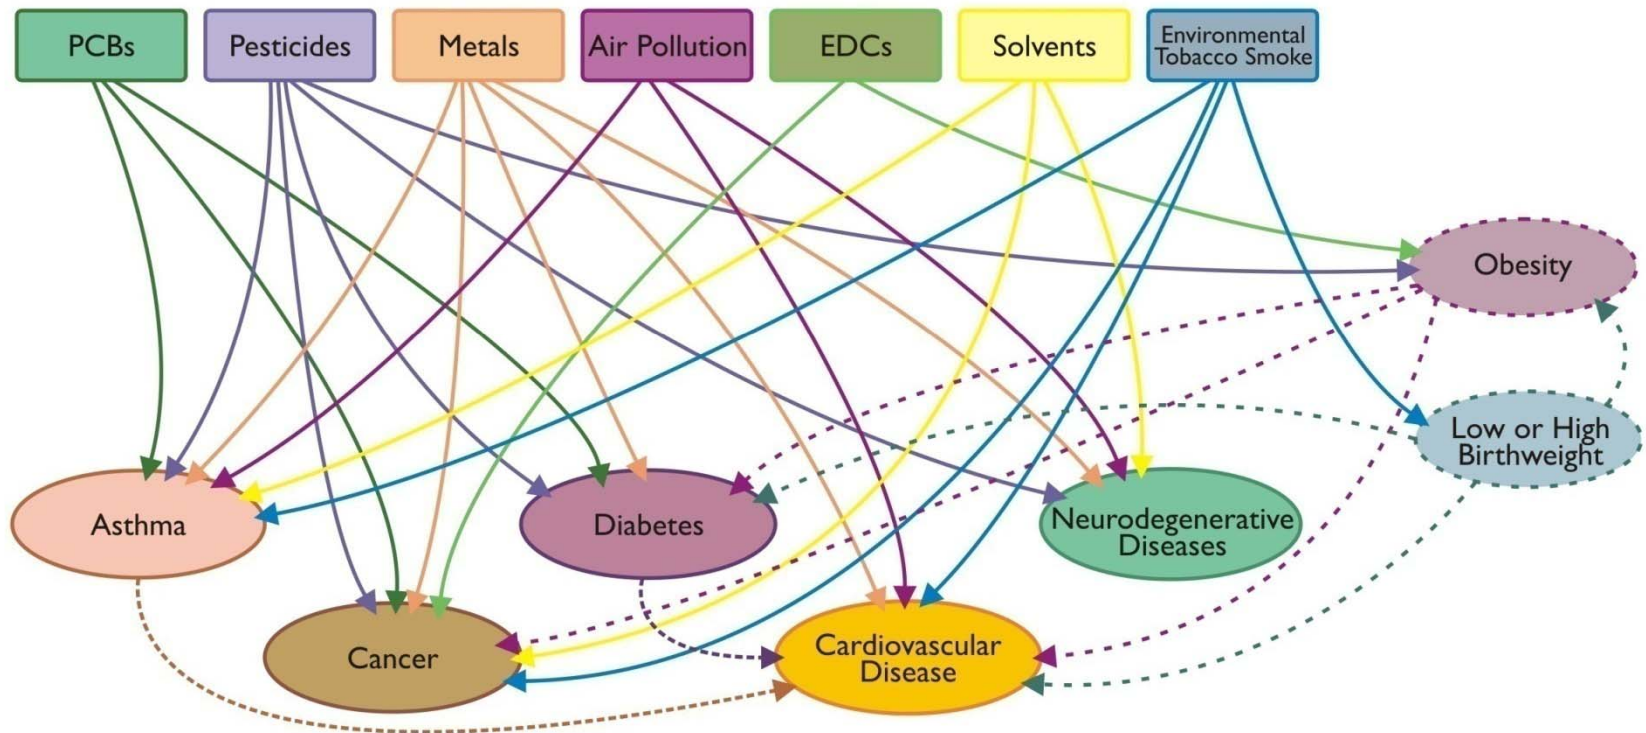 PCBs
Pesticides
Metals
Air Pollution
EDCs
Solvents
Environmental
Tobacco Smoke
Obesity
Low or High
Birthweight
Asthma
Diabetes
Neurodegenerative
Diseases
Cancer
Cardiovascular
Disease